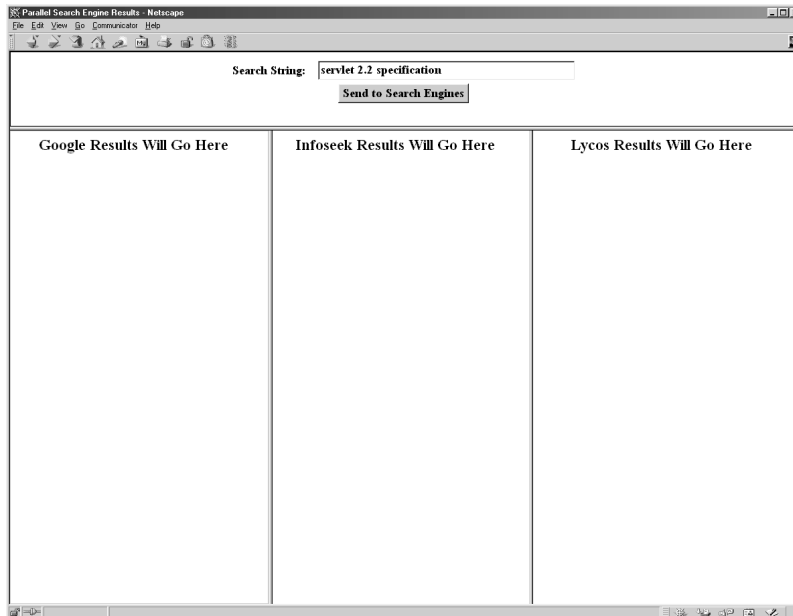 Parallel Search Engine Results - Netscape
File Edit View Go Communicator Help
Search String: servlet 2.2 specification
Send to Search Engines
Google Results Will Go Here
Infoseek Results Will Go Here
Lycos Results Will Go Here